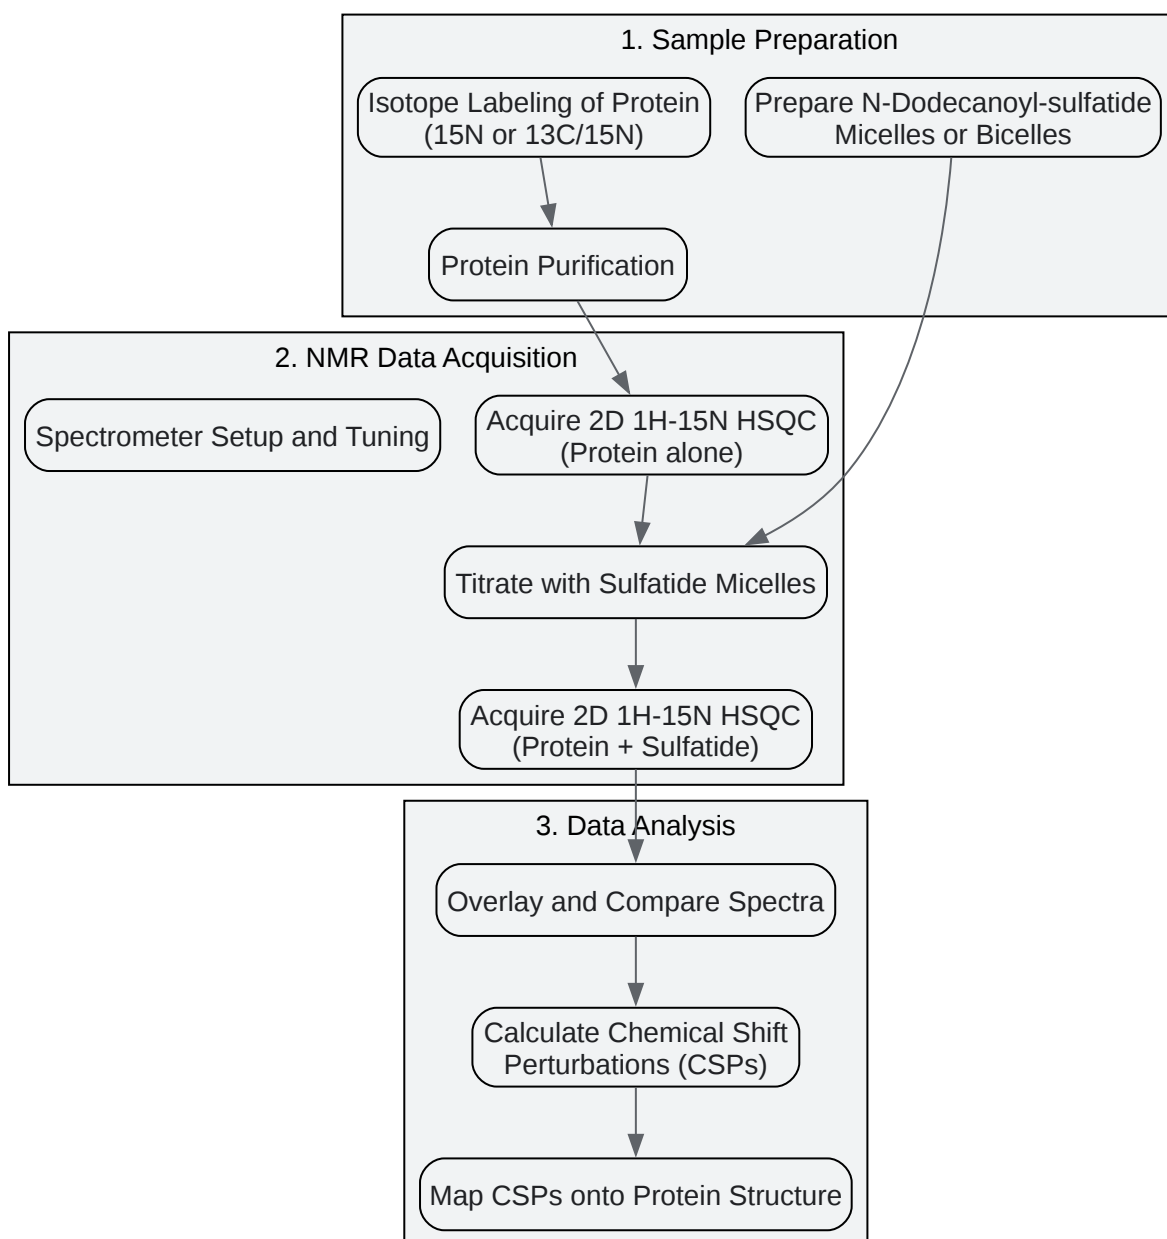 1. Sample Preparation
Isotope Labeling of Protein
(15N or 13C/15N)
Prepare N-Dodecanoyl-sulfatide
Micelles or Bicelles
Protein Purification
2. NMR Data Acquisition
Spectrometer Setup and Tuning
Acquire 2D 1H-15N HSQC
(Protein alone)
Titrate with Sulfatide Micelles
Acquire 2D 1H-15N HSQC
(Protein + Sulfatide)
3. Data Analysis
Overlay and Compare Spectra
Calculate Chemical Shift
Perturbations (CSPs)
Map CSPs onto Protein Structure